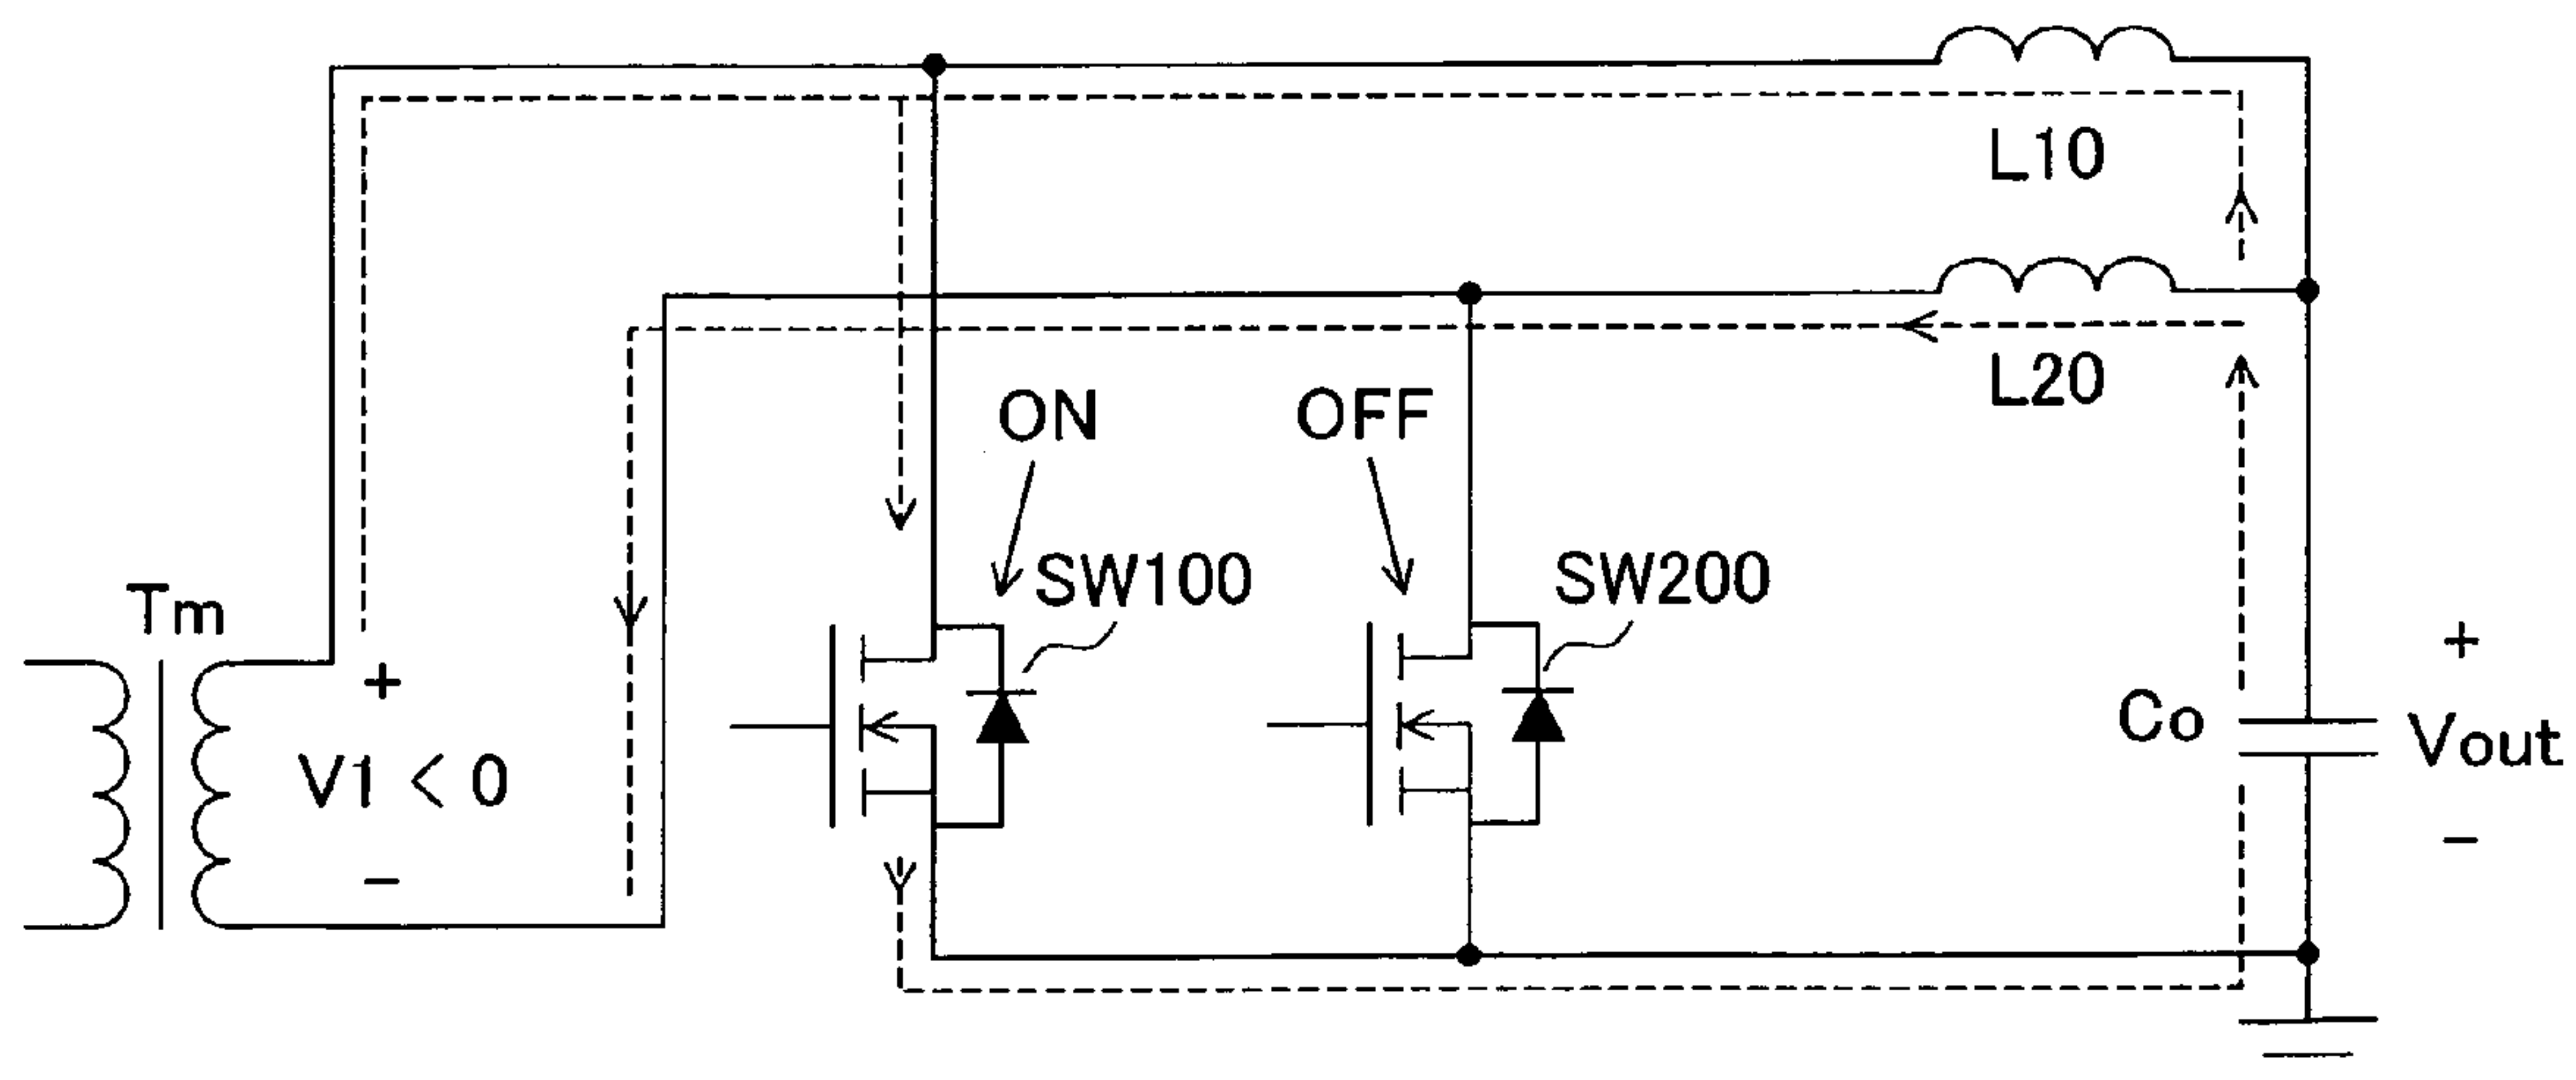 L10
L20
ON OFF
SW100 SW200
Tm
+ +
V1 < 0
Co Vout
− −